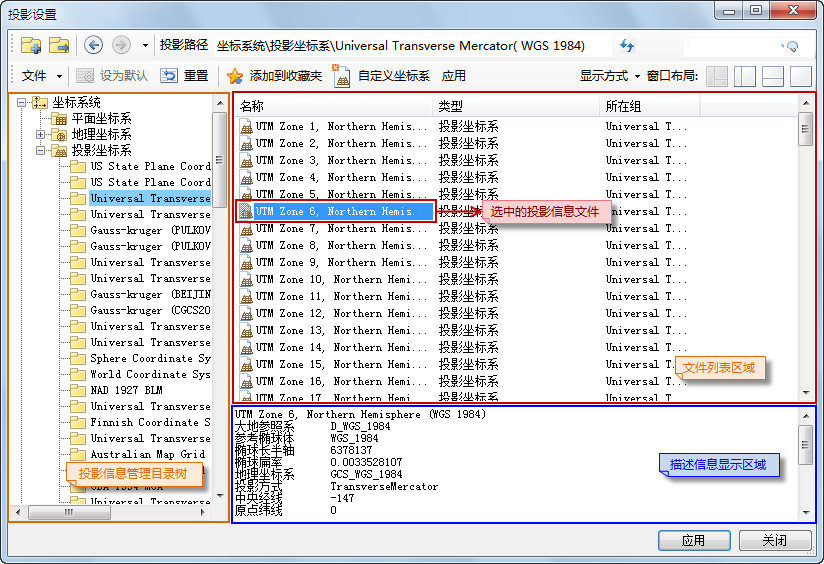 投影设置
投影路径 坐标系统\投影坐标系\Universal Transverse Mercator( WGS 1984)
文件 设为默认 重置 添加到收藏夹 自定义坐标系 应用 显示方式 窗口布局:
坐标系统
平面坐标系
地理坐标系
投影坐标系
US State Plane Coord
US State Plane Coord
Universal Transverse
Universal Transverse
Gauss-kruger (PULKOV
Gauss-kruger (PULKOV
Universal Transverse
Universal Transverse
Gauss-kruger (BEIJIN
Gauss-kruger (CGCS20
Universal Transverse
Universal Transverse
Sphere Coordinate Sy
World Coordinate Sys
NAD 1927 BLM
Universal Transverse
Finnish Coordinate S
Universal Transverse
Australian Map Grid
投影信息管理目录树
Universal Transverse
名称 类型 所在组
UTM Zone 1, Northern Hemis... 投影坐标系 Universal T...
UTM Zone 2, Northern Hemis... 投影坐标系 Universal T...
UTM Zone 3, Northern Hemis... 投影坐标系 Universal T...
UTM Zone 4, Northern Hemis... 投影坐标系 Universal T...
UTM Zone 5, Northern Hemis... 投影坐标系 Universal T...
UTM Zone 6, Northern Hemis... 投影坐标系 选中的投影信息文件 Universal T...
UTM Zone 7, Northern Hemis... 投影坐标系 Universal T...
UTM Zone 8, Northern Hemis... 投影坐标系 Universal T...
UTM Zone 9, Northern Hemis... 投影坐标系 Universal T...
UTM Zone 10, Northern Hemi... 投影坐标系 Universal T...
UTM Zone 11, Northern Hemi... 投影坐标系 Universal T...
UTM Zone 12, Northern Hemi... 投影坐标系 Universal T...
UTM Zone 13, Northern Hemi... 投影坐标系 Universal T...
UTM Zone 14, Northern Hemi... 投影坐标系 Universal T...
UTM Zone 15, Northern Hemi... 投影坐标系 Universal T...
UTM Zone 16, Northern Hemi... 投影坐标系 Universal T...
UTM Zone 17, Northern Hemi... 投影坐标系 Universal T...
文件列表区域
UTM Zone 6, Northern Hemisphere (WGS 1984)
大地参照系 D_WGS_1984
参考椭球体 WGS_1984
椭球长半轴 6378137
椭球扁率 0.0033528107
地理坐标系 GCS_WGS_1984
投影方式 TransverseMercator
中央经线 -147
原点纬线 0
描述信息显示区域
应用 关闭